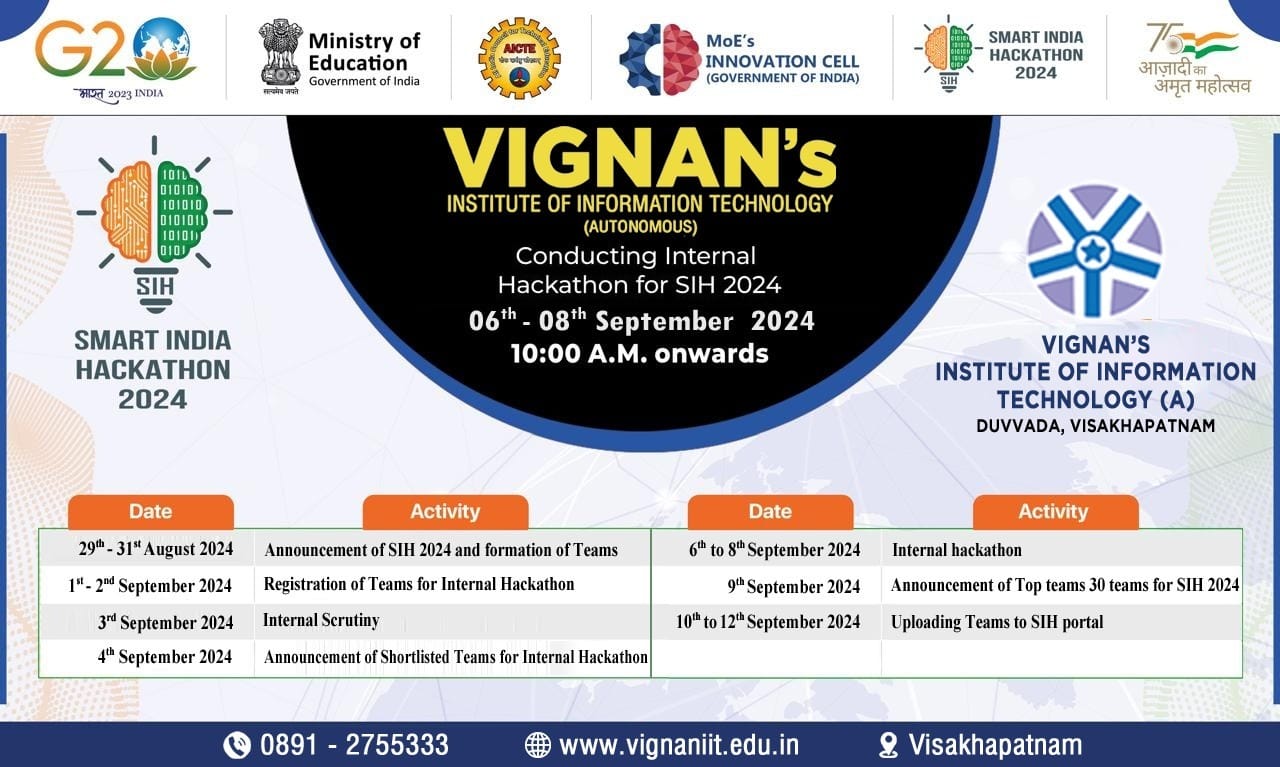 G20
भारत 2023 INDIA
सत्यमेव जयते
Ministry of
Education
Government of India
AICTE
MoE's
INNOVATION CELL
(GOVERNMENT OF INDIA)
SIH
SMART INDIA
HACKATHON
2024
75
आज़ादी का
अमृत महोत्सव
SIH
SMART INDIA
HACKATHON
2024
VIGNAN's
INSTITUTE OF INFORMATION TECHNOLOGY
(AUTONOMOUS)
Conducting Internal
Hackathon for SIH 2024
06th - 08th September 2024
10:00 A.M. onwards
VIGNAN'S
INSTITUTE OF INFORMATION
TECHNOLOGY (A)
DUVVADA, VISAKHAPATNAM
Date Activity
29th - 31st August 2024 Announcement of SIH 2024 and formation of Teams
1st - 2nd September 2024 Registration of Teams for Internal Hackathon
3rd September 2024 Internal Scrutiny
4th September 2024 Announcement of Shortlisted Teams for Internal Hackathon
Date Activity
6th to 8th September 2024 Internal hackathon
9th September 2024 Announcement of Top teams 30 teams for SIH 2024
10th to 12th September 2024 Uploading Teams to SIH portal
0891 - 2755333 www.vignaniit.edu.in Visakhapatnam